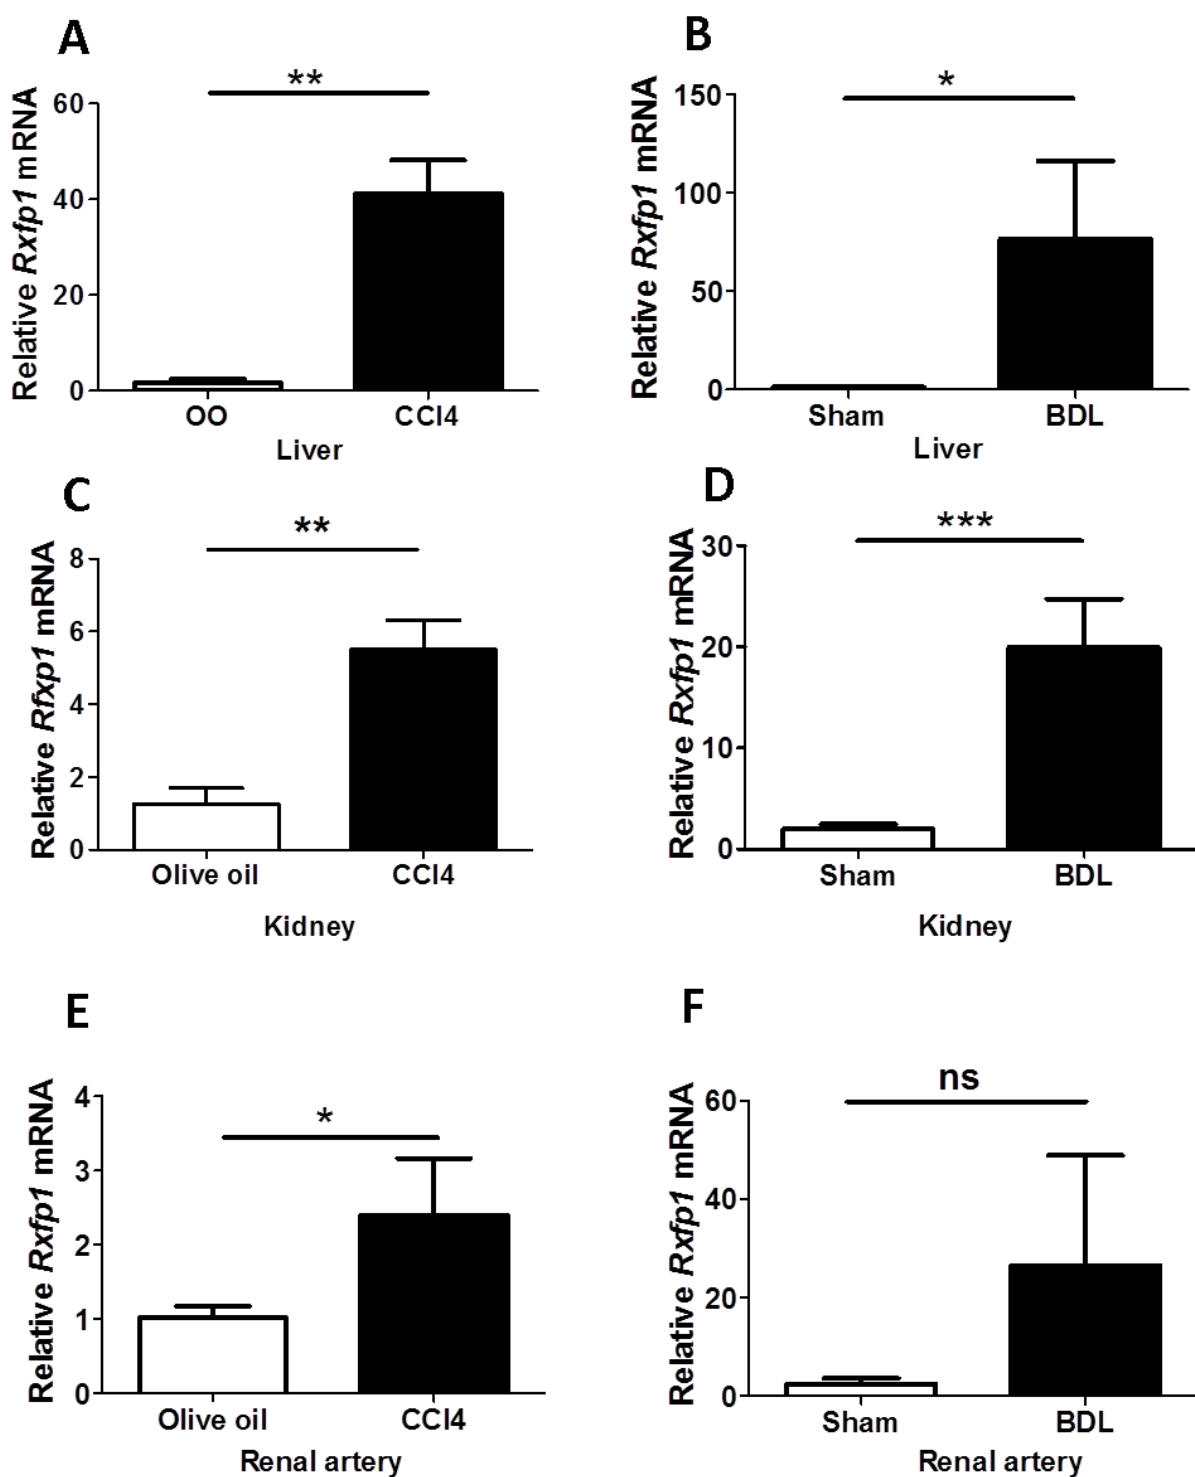 A
**
Relative Rxfp1 mRNA
60
40
20
0
OO
CCl4
Liver
B
*
Relative Rxfp1 mRNA
150
100
50
0
Sham
BDL
Liver
C
**
Relative Rfxp1 mRNA
8
6
4
2
0
Olive oil
CCl4
Kidney
D
***
Relative Rxfp1 mRNA
30
20
10
0
Sham
BDL
Kidney
E
*
Relative Rxfp1 mRNA
4
3
2
1
0
Olive oil
CCl4
Renal artery
F
ns
Relative Rxfp1 mRNA
60
40
20
0
Sham
BDL
Renal artery